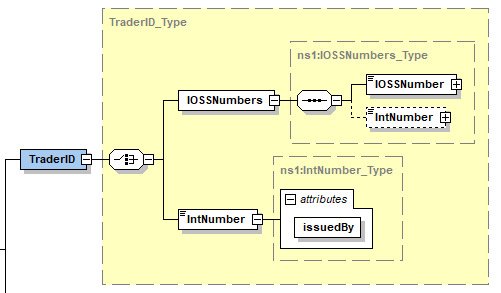 TraderID_Type
ns1:IOSSNumbers_Type
IOSSNumber
IOSSNumbers
IntNumber
TraderID
ns1:IntNumber_Type
attributes
IntNumber
issuedBy